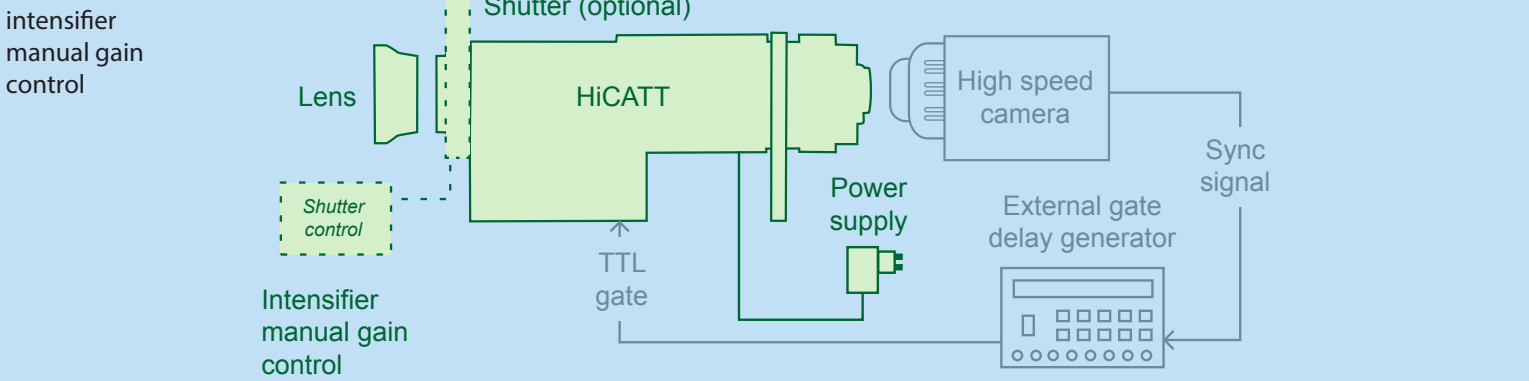 intensifier
manual gain
control
Shutter (optional)
Lens
HiCATT
High speed
camera
Sync
signal
Shutter
control
Power
supply
External gate
delay generator
TTL
gate
Intensifier
manual gain
control